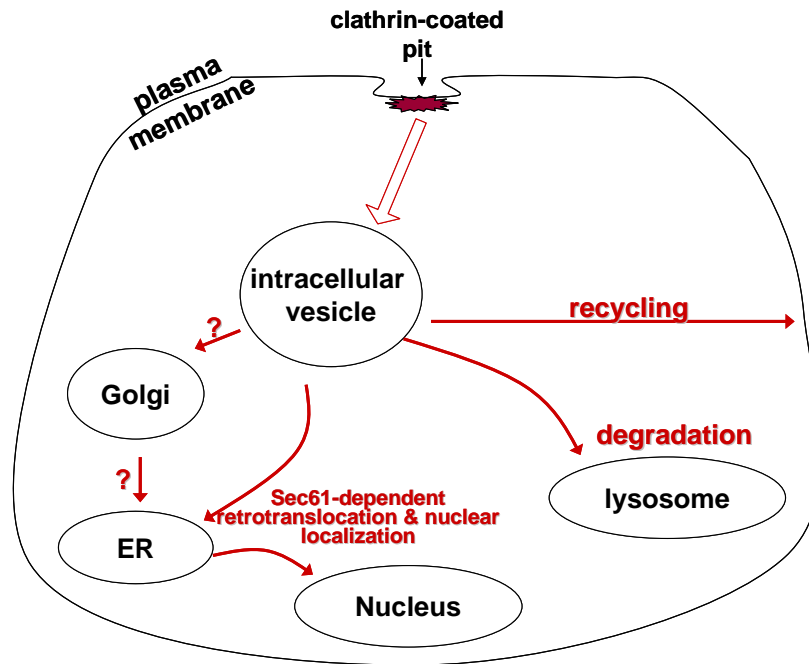 clathrin-coated
pit
plasma
membrane
intracellular
vesicle
recycling
?
Golgi
degradation
?
Sec61-dependent
retrotranslocation & nuclear
localization
lysosome
ER
Nucleus